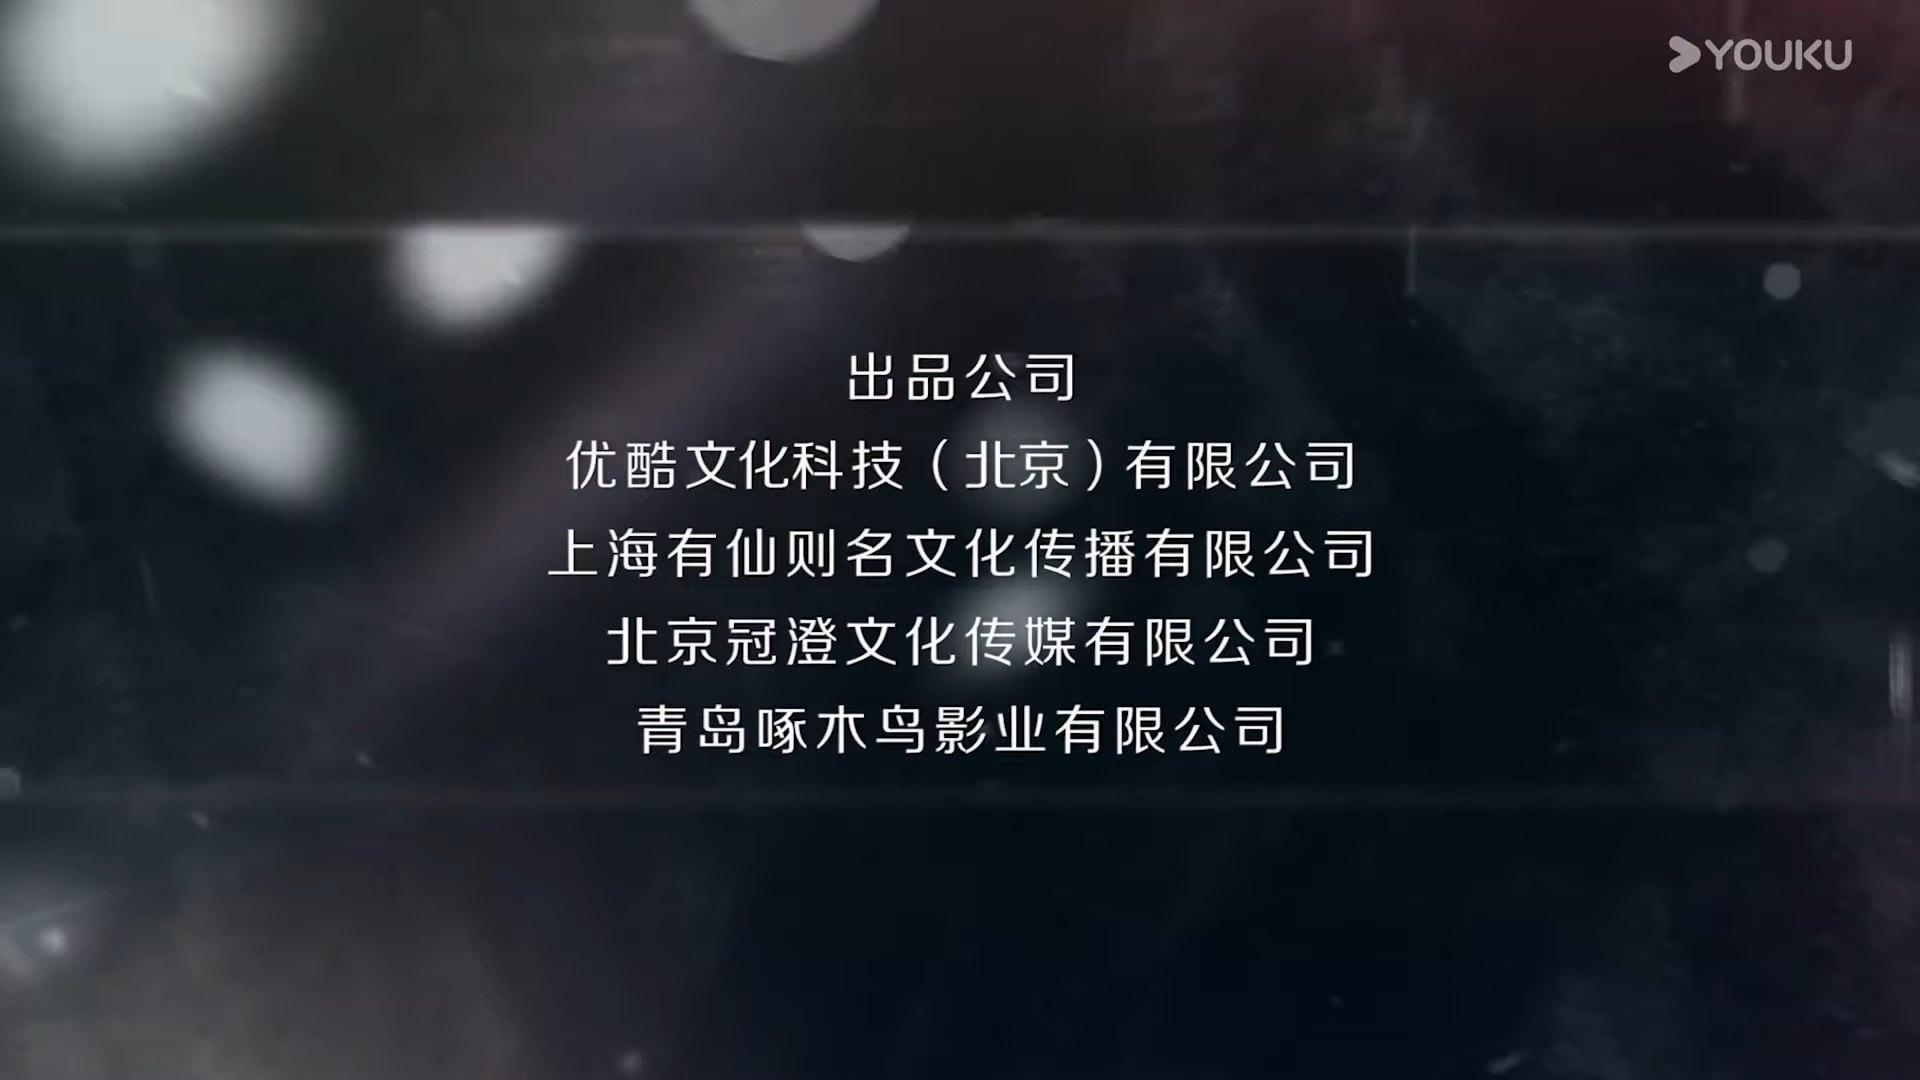 YOUKU
出品公司
优酷文化科技（北京）有限公司
上海有仙则名文化传播有限公司
北京冠澄文化传媒有限公司
青岛啄木鸟影业有限公司